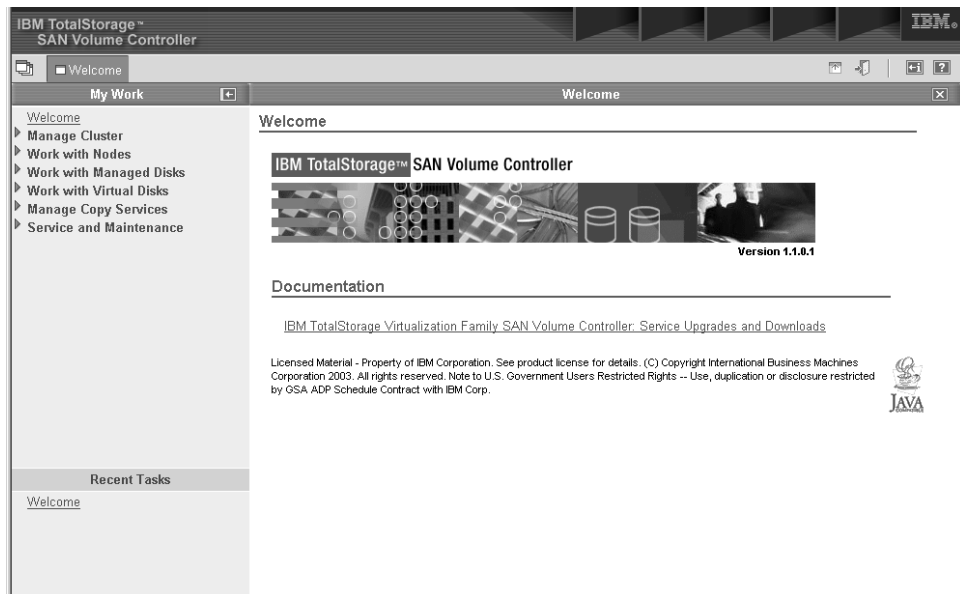 IBM TotalStorage™
SAN Volume Controller
IBM®
Welcome
?
My Work
Welcome
Welcome
Manage Cluster
Work with Nodes
Work with Managed Disks
Work with Virtual Disks
Manage Copy Services
Service and Maintenance
Recent Tasks
Welcome
Welcome
IBM TotalStorage™ SAN Volume Controller
Version 1.1.0.1
Documentation
IBM TotalStorage Virtualization Family SAN Volume Controller: Service Upgrades and Downloads
Licensed Material - Property of IBM Corporation. See product license for details. (C) Copyright International Business Machines
Corporation 2003. All rights reserved. Note to U.S. Government Users Restricted Rights -- Use, duplication or disclosure restricted
by GSA ADP Schedule Contract with IBM Corp.
JAVA